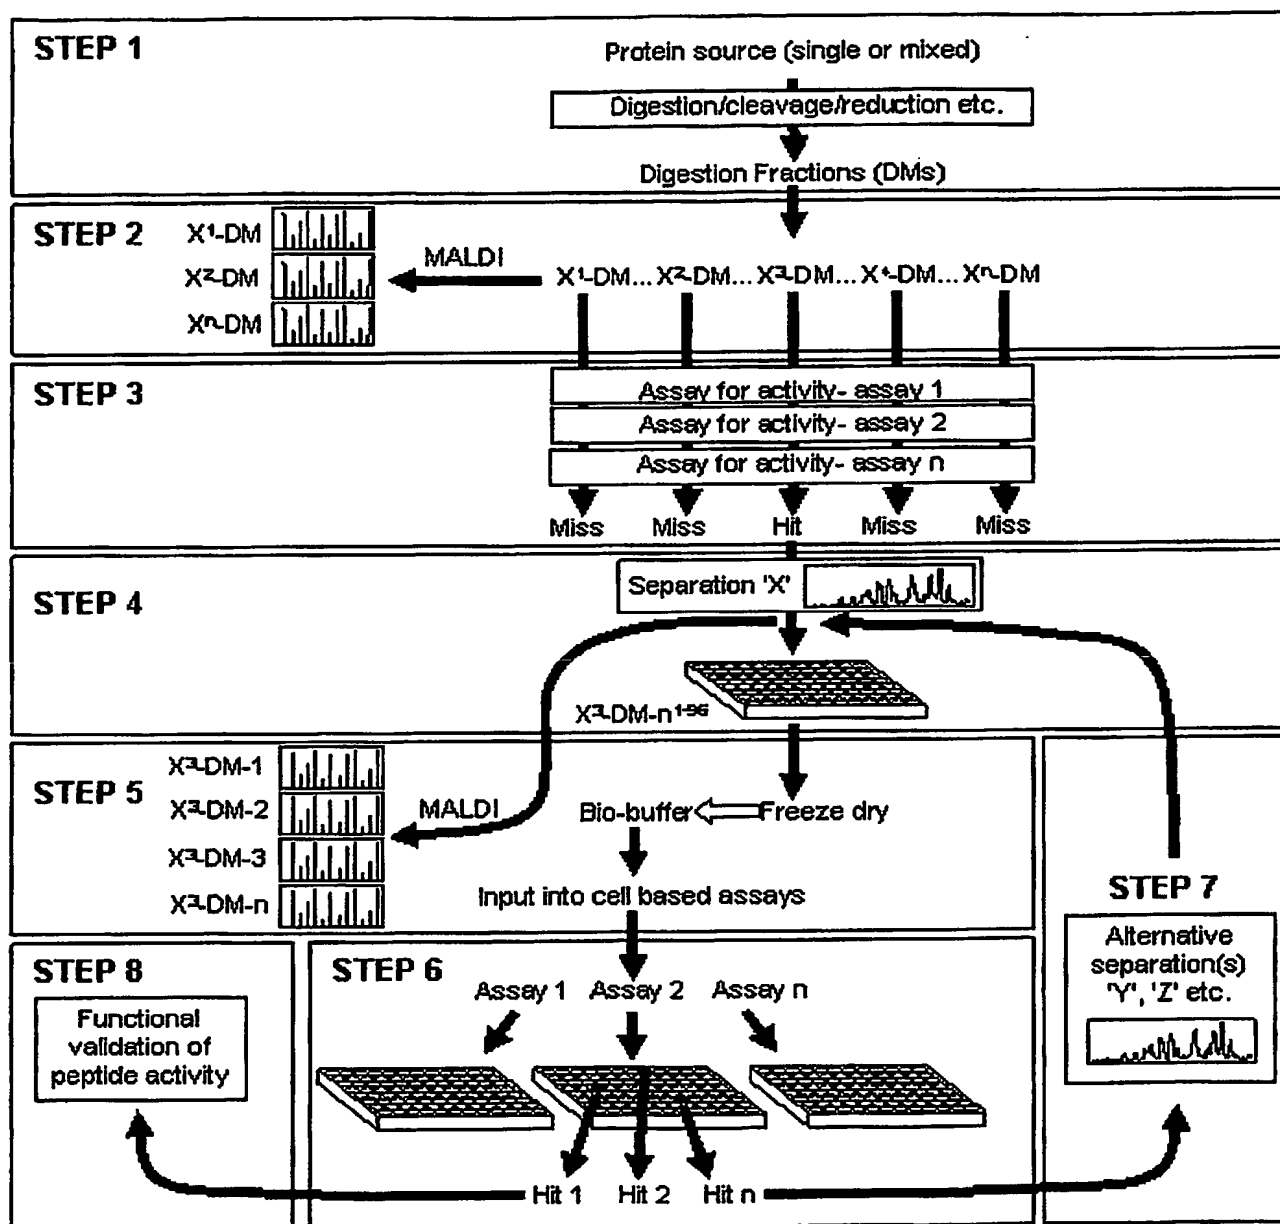 STEP 1
Protein source (single or mixed)
Digestion/cleavage/reduction etc.
Digestion Fractions (DMs)
STEP 2
X¹-DM
X²-DM
Xⁿ-DM
MALDI
X¹-DM... X²-DM... X³-DM... X⁴-DM... Xⁿ-DM
STEP 3
Assay for activity- assay 1
Assay for activity- assay 2
Assay for activity- assay n
Miss Miss Hit Miss Miss
STEP 4
Separation 'X'
X³-DM-n¹⁻⁹⁶
STEP 5
X³-DM-1
X³-DM-2
X³-DM-3
X³-DM-n
MALDI
Bio-buffer Freeze dry
Input into cell based assays
STEP 7
Alternative
separation(s)
'Y', 'Z' etc.
STEP 8
Functional
validation of
peptide activity
STEP 6
Assay 1 Assay 2 Assay n
Hit 1 Hit 2 Hit n